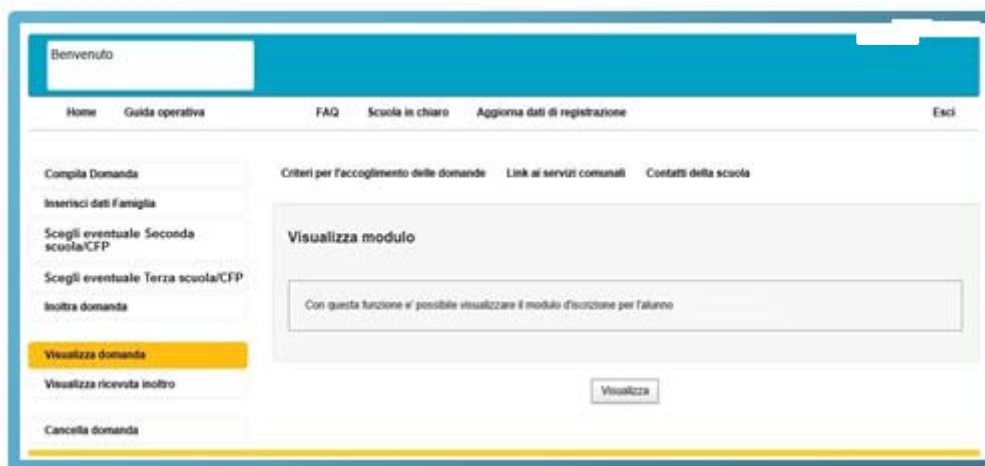 Benvenuto
Home Guida operativa FAQ Scuola in chiaro Aggiorna dati di registrazione Esci
Compila Domanda
Inserisci dati Famiglia
Scegli eventuale Seconda
scuola/CFP
Scegli eventuale Terza scuola/CFP
Inoltra domanda
Visualizza domanda
Visualizza ricevuta inoltro
Cancella domanda
Criteri per l'accoglimento delle domande Link ai servizi comunali Contatti della scuola
Visualizza modulo
Con questa funzione e' possibile visualizzare il modulo d'iscrizione per l'alunno
Visualizza